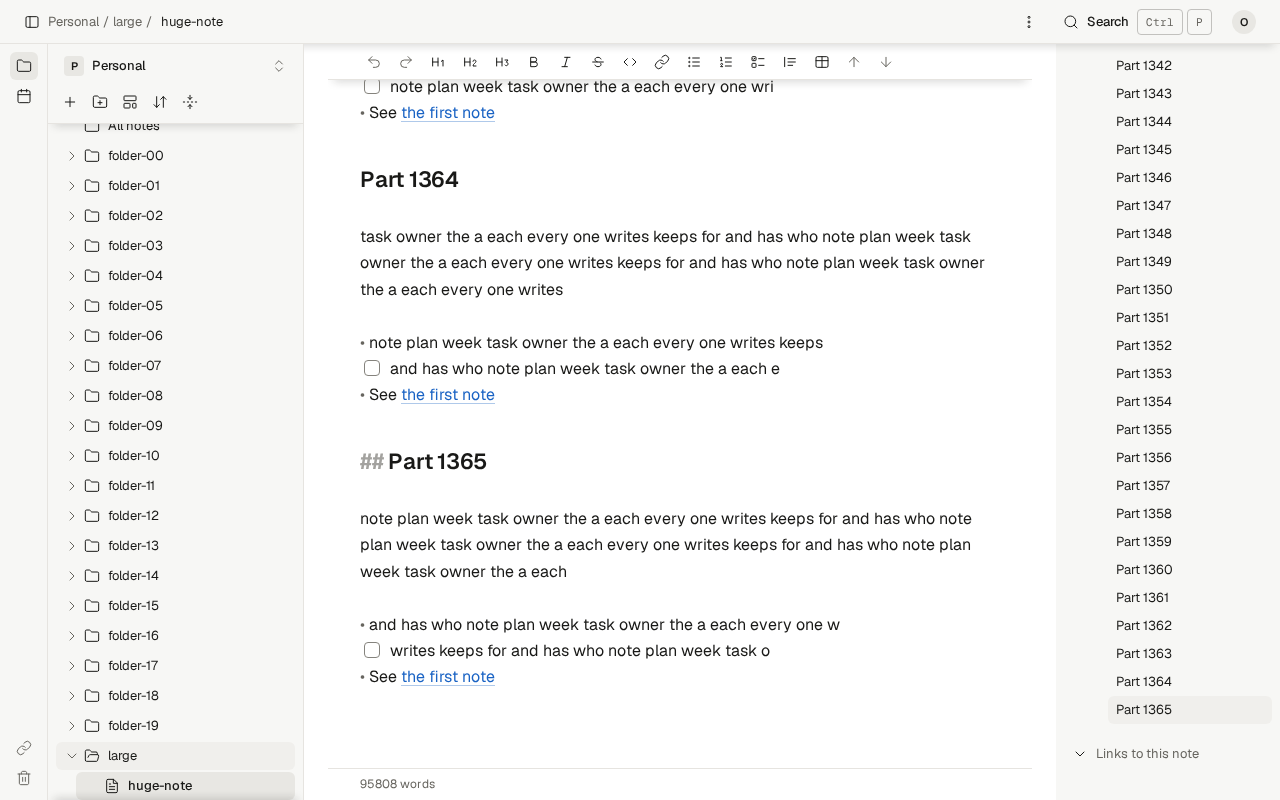 Personal / large / huge-note
Search Ctrl P O
P Personal
H1 H2 H3 B I S
All notes
folder-00
folder-01
folder-02
folder-03
folder-04
folder-05
folder-06
folder-07
folder-08
folder-09
folder-10
folder-11
folder-12
folder-13
folder-14
folder-15
folder-16
folder-17
folder-18
folder-19
large
huge-note
note plan week task owner the a each every one wri
• See the first note
Part 1364
task owner the a each every one writes keeps for and has who note plan week task
owner the a each every one writes keeps for and has who note plan week task owner
the a each every one writes
• note plan week task owner the a each every one writes keeps
and has who note plan week task owner the a each e
• See the first note
## Part 1365
note plan week task owner the a each every one writes keeps for and has who note
plan week task owner the a each every one writes keeps for and has who note plan
week task owner the a each
• and has who note plan week task owner the a each every one w
writes keeps for and has who note plan week task o
• See the first note
95808 words
Part 1342
Part 1343
Part 1344
Part 1345
Part 1346
Part 1347
Part 1348
Part 1349
Part 1350
Part 1351
Part 1352
Part 1353
Part 1354
Part 1355
Part 1356
Part 1357
Part 1358
Part 1359
Part 1360
Part 1361
Part 1362
Part 1363
Part 1364
Part 1365
Links to this note